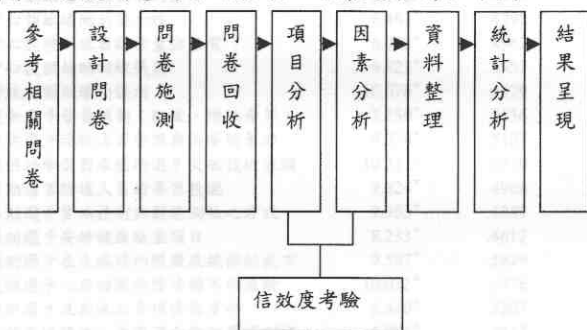 參考相關問卷
設計問卷
問卷施測
問卷回收
項目分析
因素分析
資料整理
統計分析
結果呈現
信效度考驗